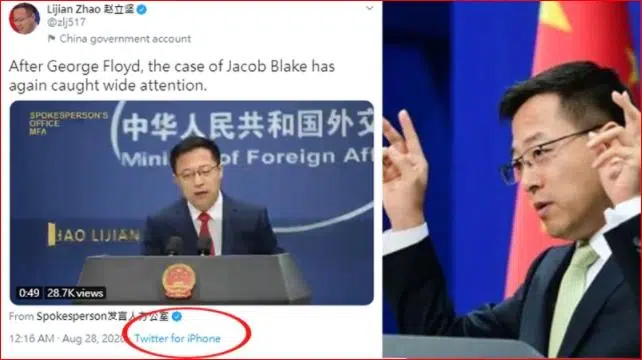 Lijian Zhao 赵立坚
@zlj517
China government account
After George Floyd, the case of Jacob Blake has
again caught wide attention.
SPOKESPERSON'S
OFFICE
MFA
中华人民共和国外交
Ministry of Foreign Affairs
HAO LIJIAN
0:49 28.7K views
From Spokesperson发言人办公室
12:16 AM · Aug 28, 2020 Twitter for iPhone